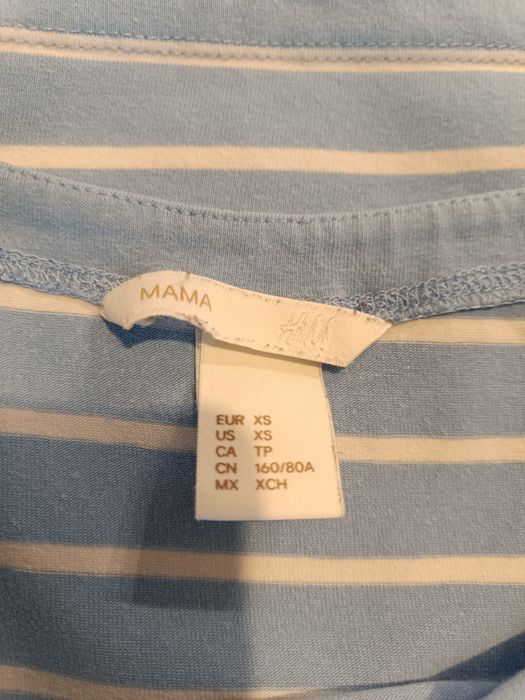 MAMA H&M
EUR XS
US XS
CA TP
CN 160/80A
MX XCH